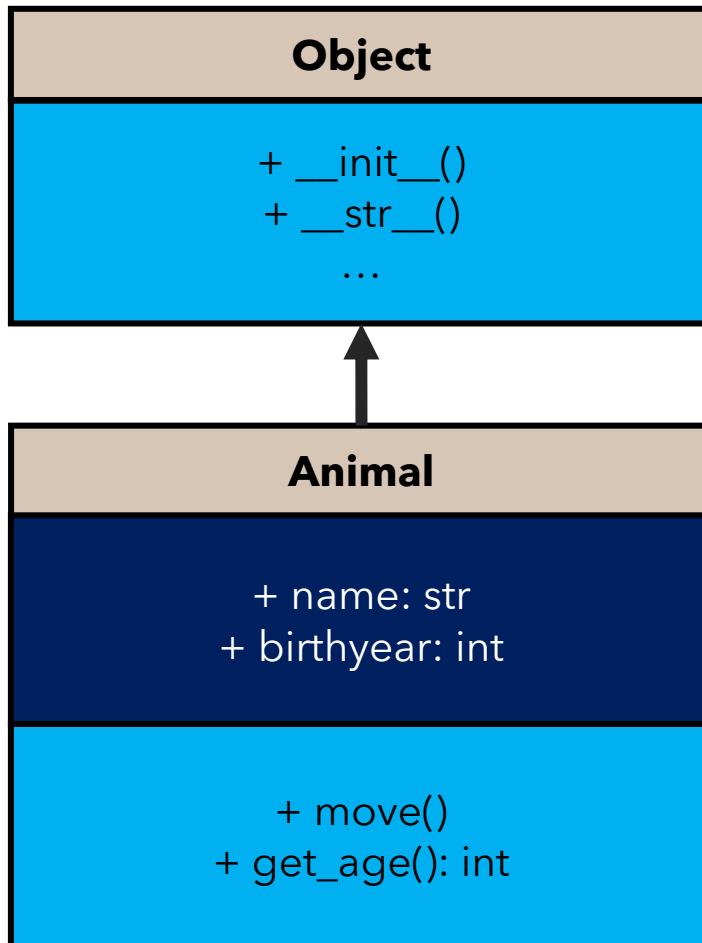 Object
+ __init__()
+ __str__()
…
Animal
+ name: str
+ birthyear: int
+ move()
+ get_age(): int